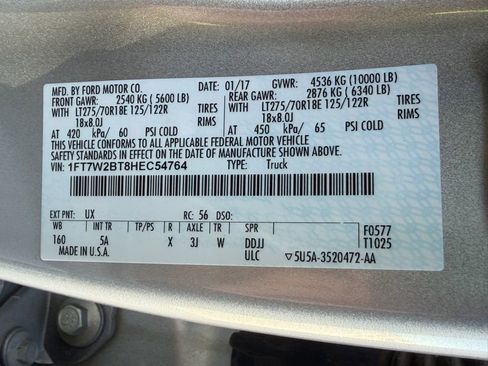 MFD. BY FORD MOTOR CO. 01/17 GVWR: 4536 KG (10000 LB)
FRONT GAWR: 2540 KG (5600 LB) REAR GAWR: 2876 KG (6340 LB)
WITH LT275/70R18E 125/122R TIRES WITH LT275/70R18E 125/122R TIRES
18x8.0J RIMS 18x8.0J RIMS
AT 420 kPa/ 60 PSI COLD AT 450 kPa/ 65 PSI COLD
THIS VEHICLE CONFORMS TO ALL APPLICABLE FEDERAL MOTOR VEHICLE
SAFETY STANDARDS IN EFFECT ON THE DATE OF MANUFACTURE SHOWN ABOVE.
VIN: 1FT7W2BT8HEC54764 TYPE: Truck
EXT PNT: UX RC: 56 DSO:
WB INT TR TP/PS R AXLE TR SPR F0577
160 5A X 3J W DDJJ T1025
MADE IN U.S.A. ULC ▽5U5A-3520472-AA